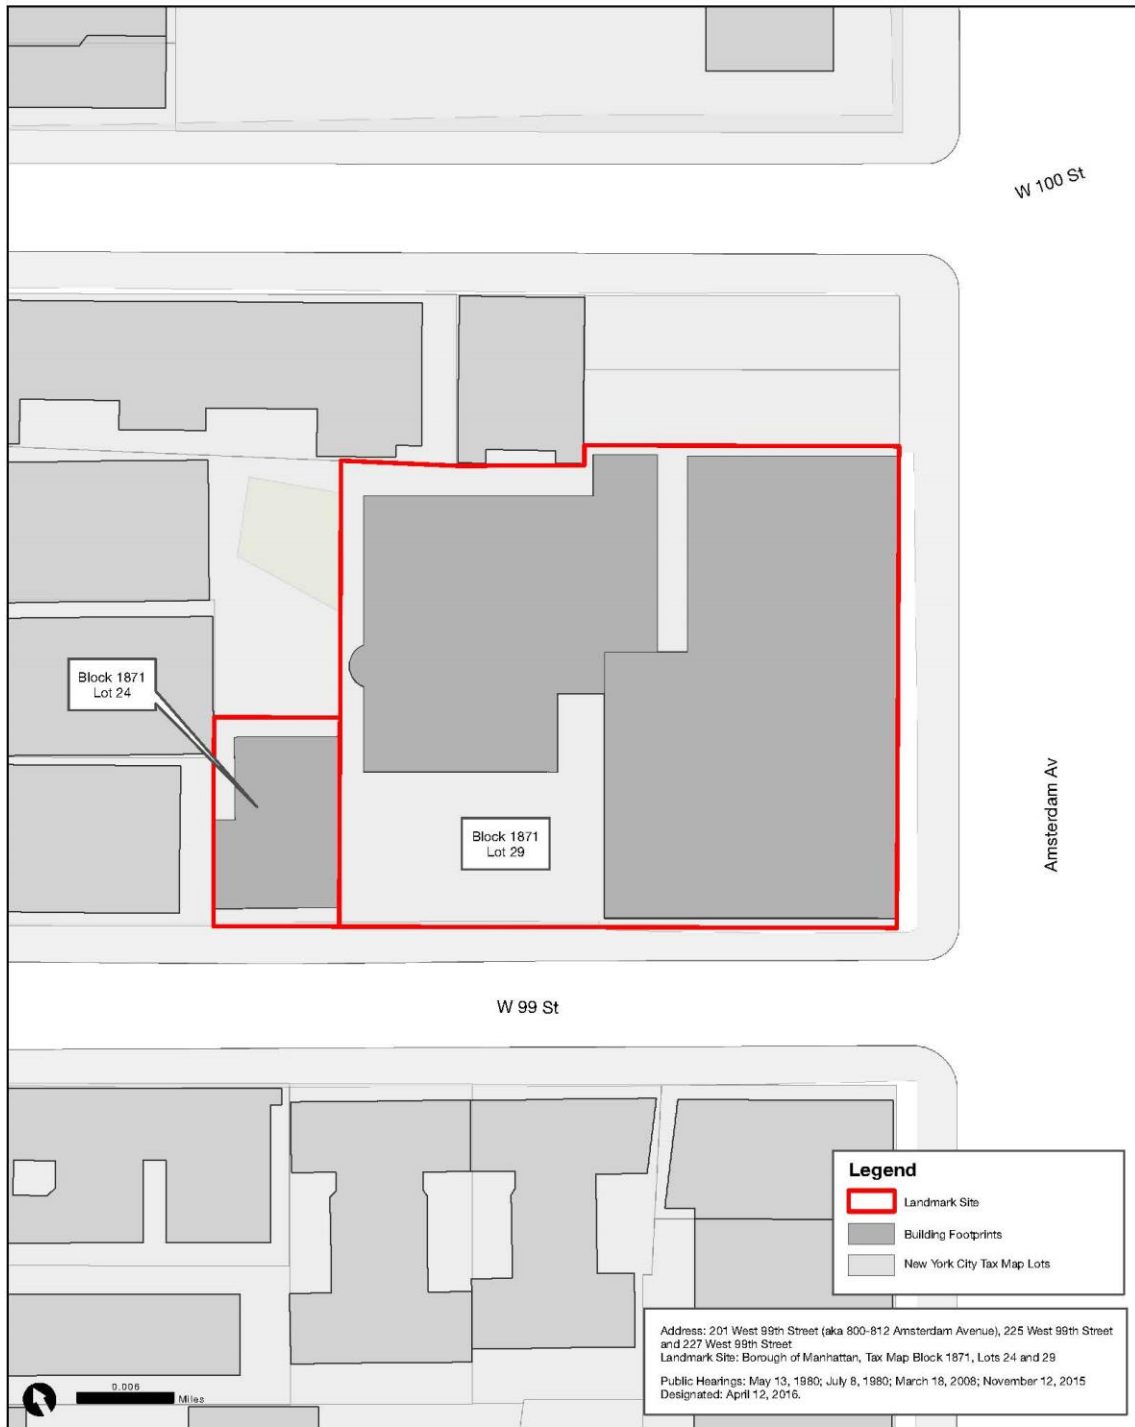 W 100 St
Block 1871
Lot 24
Block 1871
Lot 29
Amsterdam Av
W 99 St
Legend
Landmark Site
Building Footprints
New York City Tax Map Lots
Address: 201 West 99th Street (aka 800-812 Amsterdam Avenue), 225 West 99th Street
and 227 West 99th Street
Landmark Site: Borough of Manhattan, Tax Map Block 1871, Lots 24 and 29
Public Hearings: May 13, 1980; July 8, 1980; March 18, 2008; November 12, 2015
Designated: April 12, 2016.
0.006
Miles